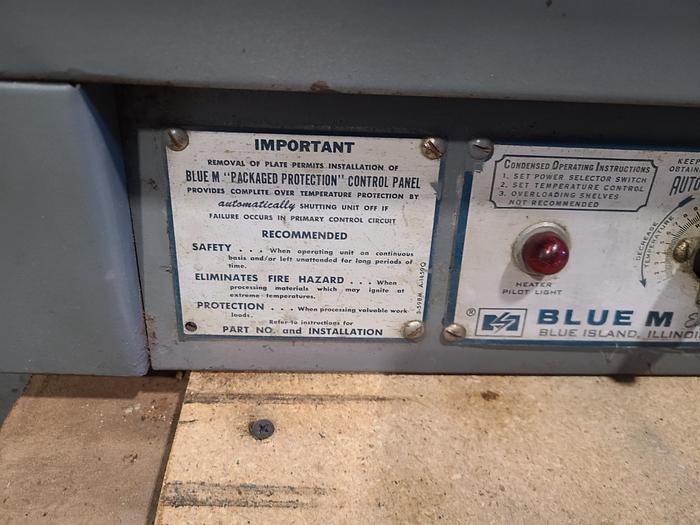 IMPORTANT
REMOVAL OF PLATE PERMITS INSTALLATION OF
BLUE M "PACKAGED PROTECTION" CONTROL PANEL
PROVIDES COMPLETE OVER TEMPERATURE PROTECTION BY
automatically SHUTTING UNIT OFF IF
FAILURE OCCURS IN PRIMARY CONTROL CIRCUIT
RECOMMENDED
SAFETY . . . When operating unit on continuous
basis and/or left unattended for long periods of
time.
ELIMINATES FIRE HAZARD . . . When
processing materials which may ignite at
extreme temperatures.
PROTECTION . . . When processing valuable work
loads.
Refer to instructions for
PART NO. and INSTALLATION
CONDENSED OPERATING INSTRUCTIONS
1. SET POWER SELECTOR SWITCH
2. SET TEMPERATURE CONTROL
3. OVERLOADING SHELVES
NOT RECOMMENDED
KEE
OBTAIN
AUT
DECREASE
TEMPERATURE
HEATER
PILOT LIGHT
® BLUE M
BLUE ISLAND, ILLINOI